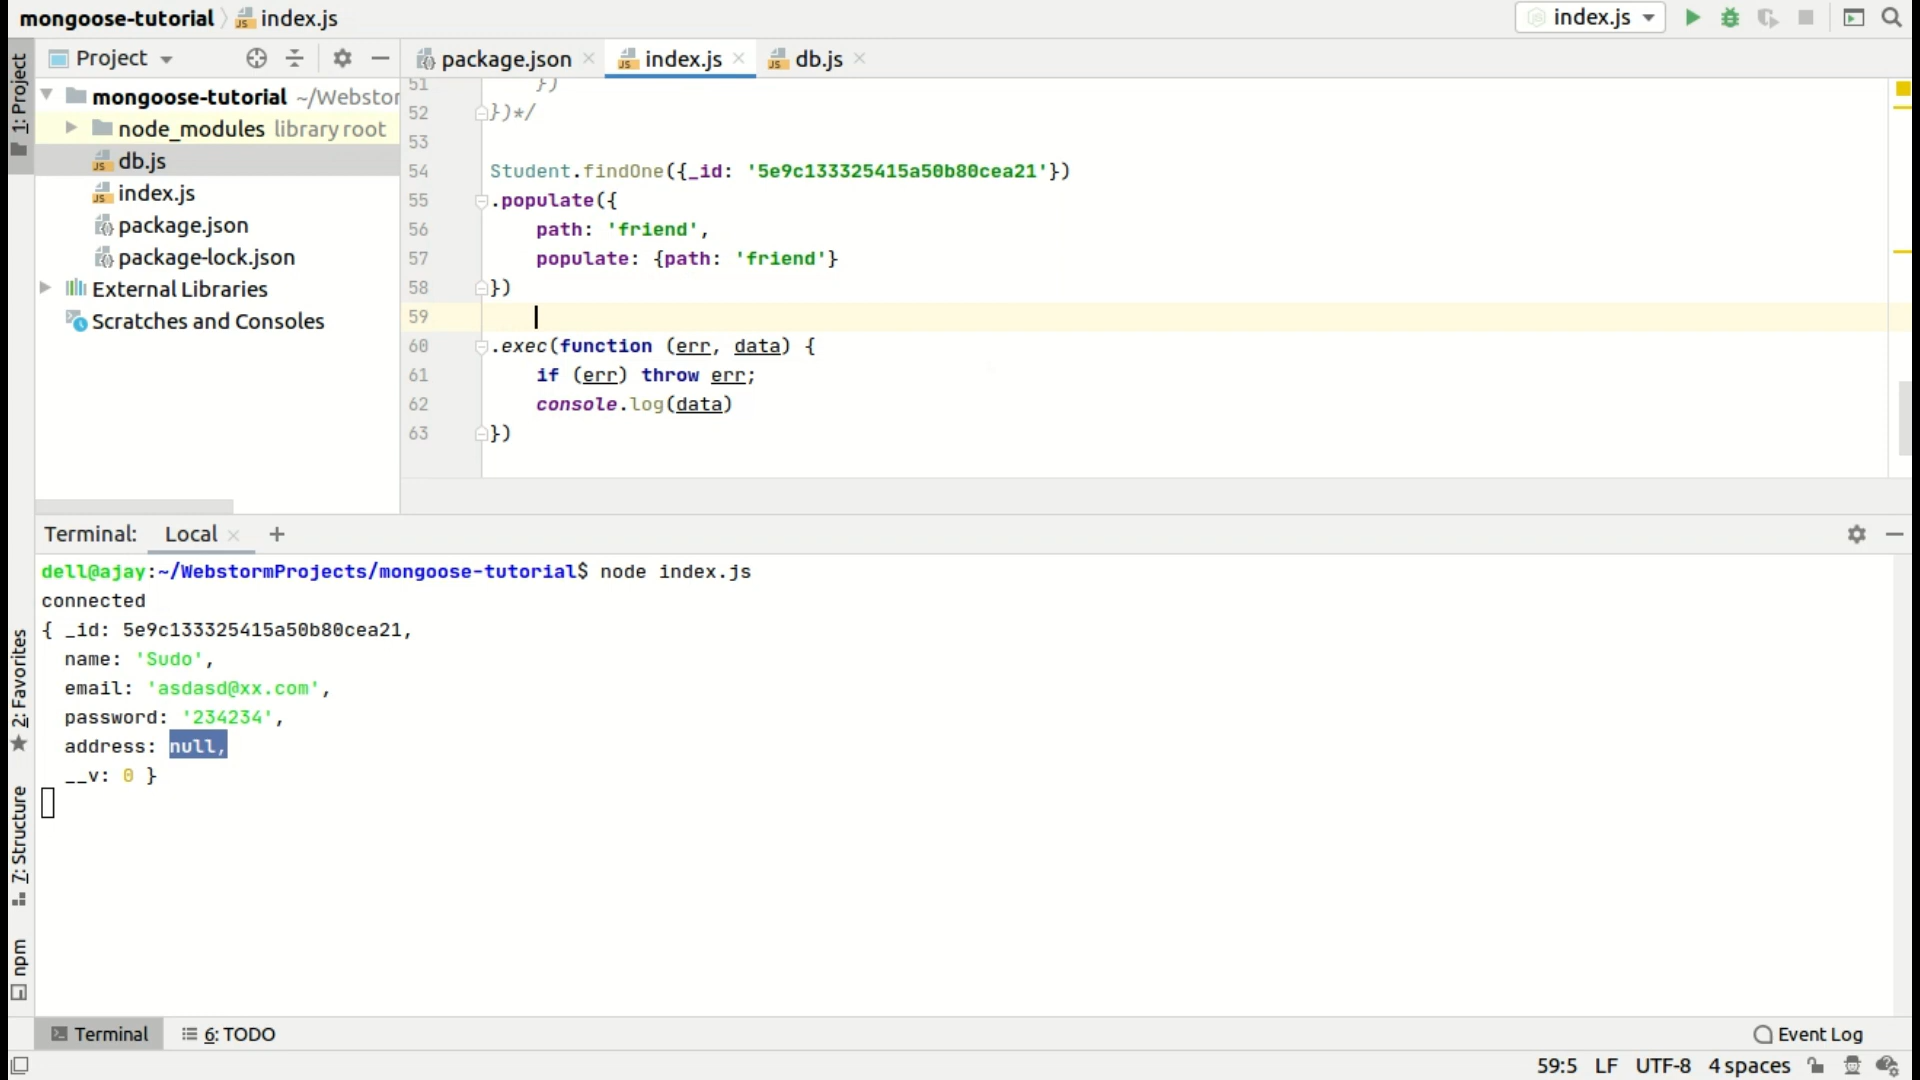 mongoose-tutorial index.js
index.js
1: Project
Project
package.json
index.js
db.js
mongoose-tutorial ~/Webstor
node_modules library root
db.js
index.js
package.json
package-lock.json
External Libraries
Scratches and Consoles
51 })
52 })*/
53
54 Student.findOne({_id: '5e9c133325415a50b80cea21'})
55 .populate({
56 path: 'friend',
57 populate: {path: 'friend'}
58 })
59
60 .exec(function (err, data) {
61 if (err) throw err;
62 console.log(data)
63 })
Terminal: Local +
dell@ajay:~/WebstormProjects/mongoose-tutorial$ node index.js
connected
{ _id: 5e9c133325415a50b80cea21,
name: 'Sudo',
email: 'asdasd@xx.com',
password: '234234',
address: null,
__v: 0 }
2: Favorites
7: Structure
npm
Terminal
6: TODO
Event Log
59:5 LF UTF-8 4 spaces